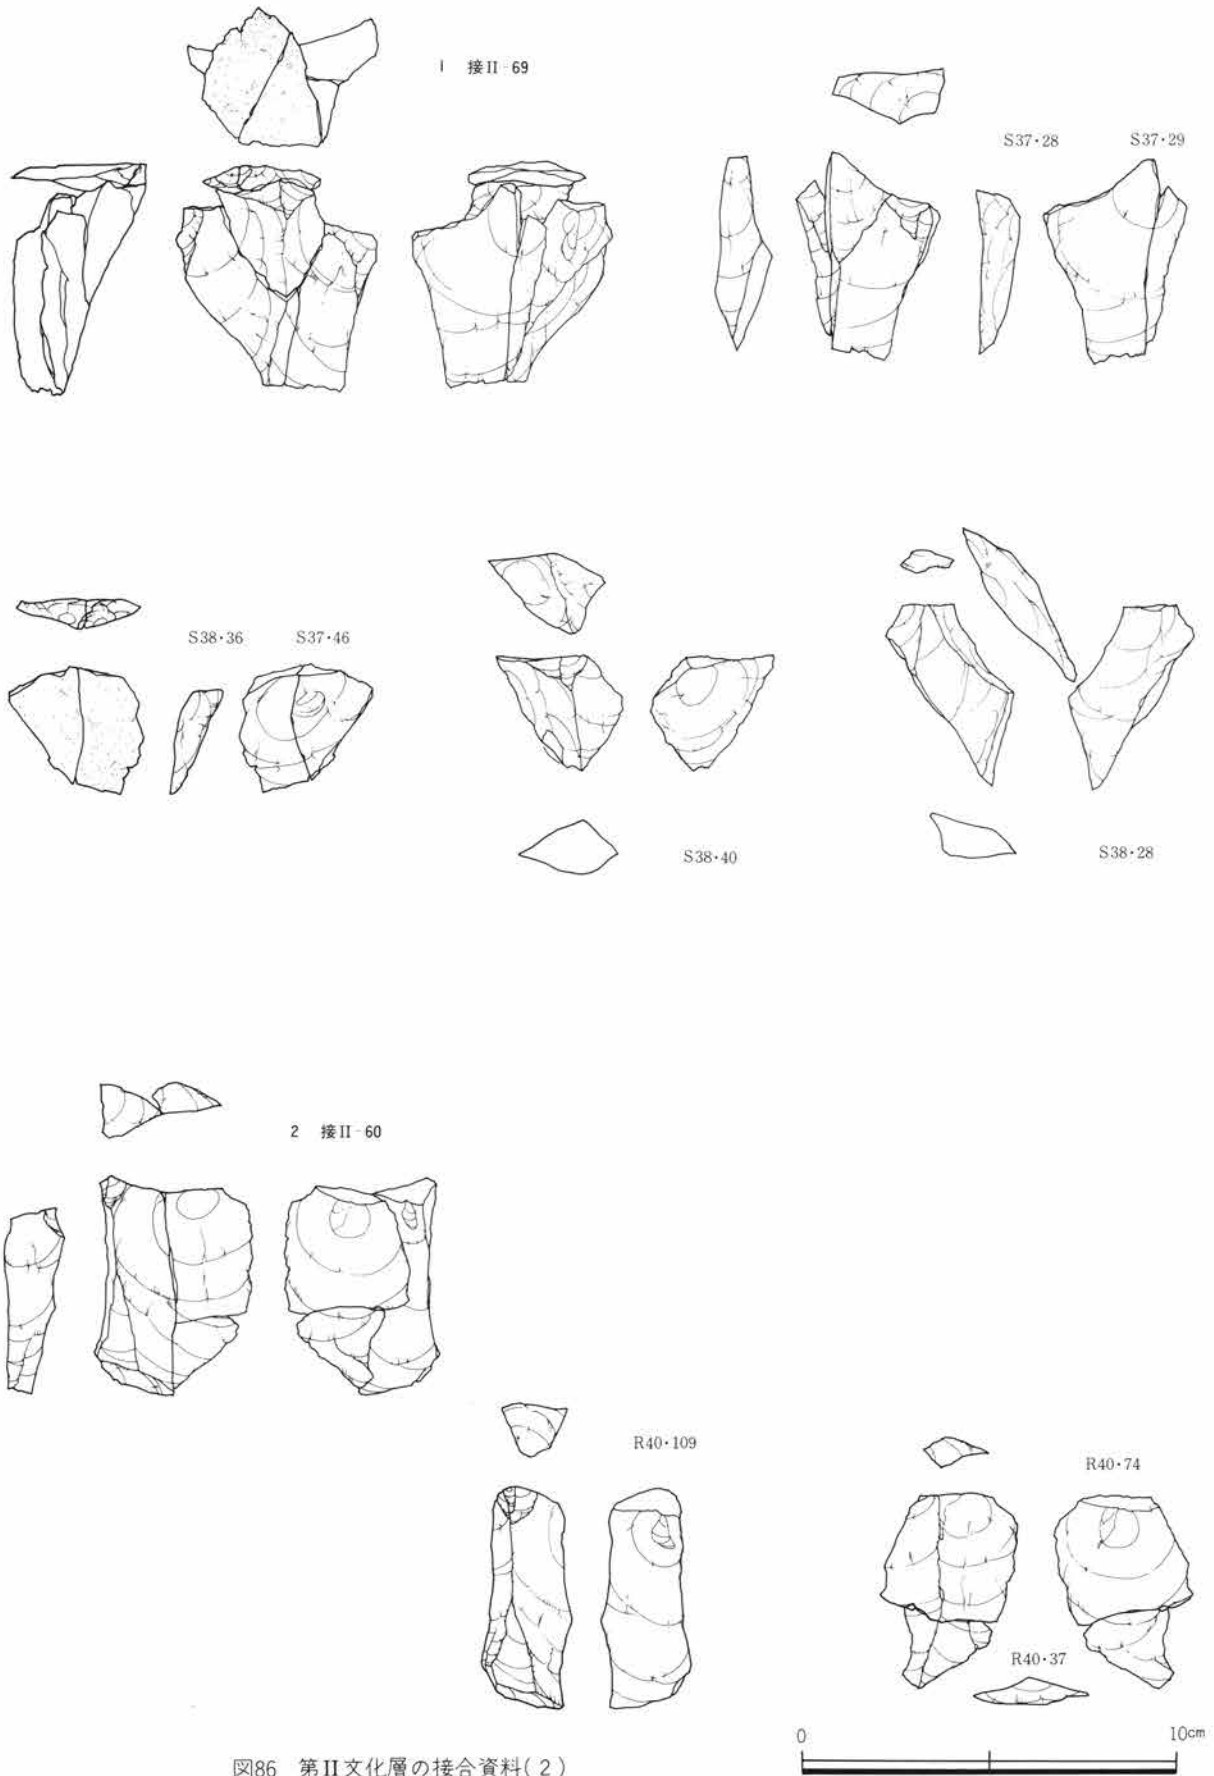 1 接II-69
S37・28 S37・29
S38・36 S37・46
S38・40
S38・28
2 接II-60
R40・109
R40・74
R40・37
0 10cm
図86 第II文化層の接合資料(2)